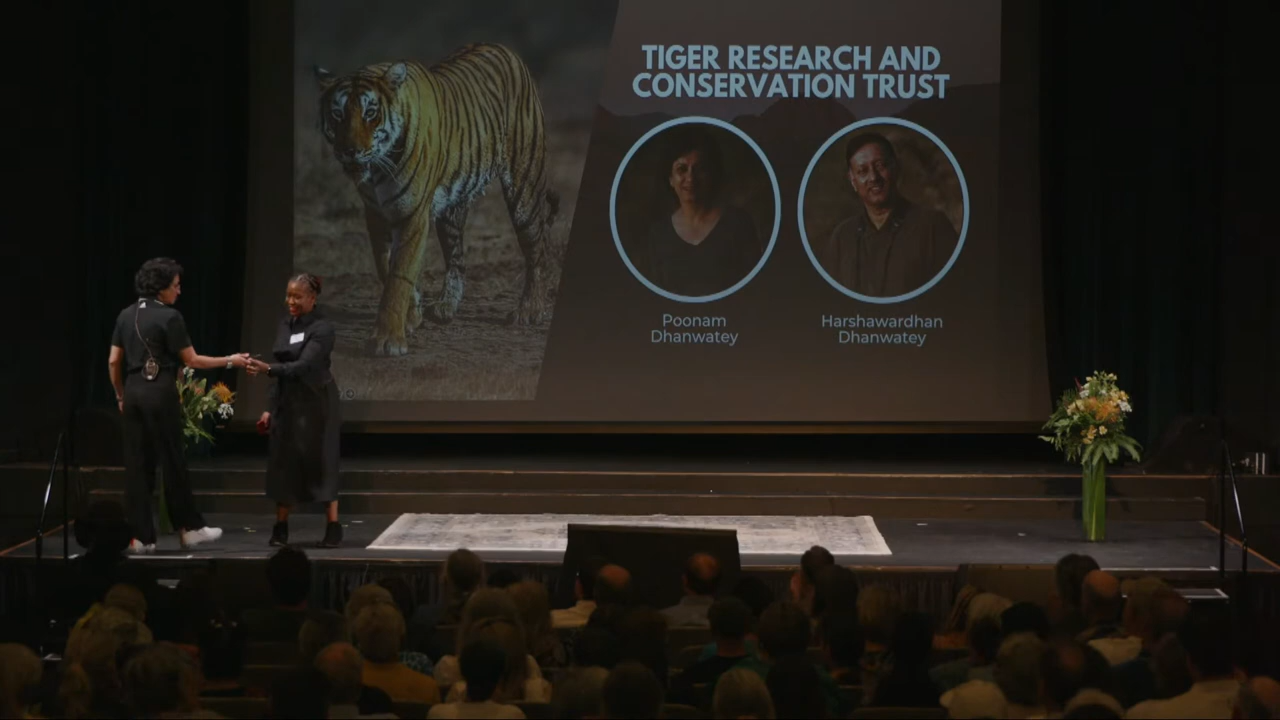 TIGER RESEARCH AND
CONSERVATION TRUST
Poonam
Dhanwatey
Harshawardhan
Dhanwatey